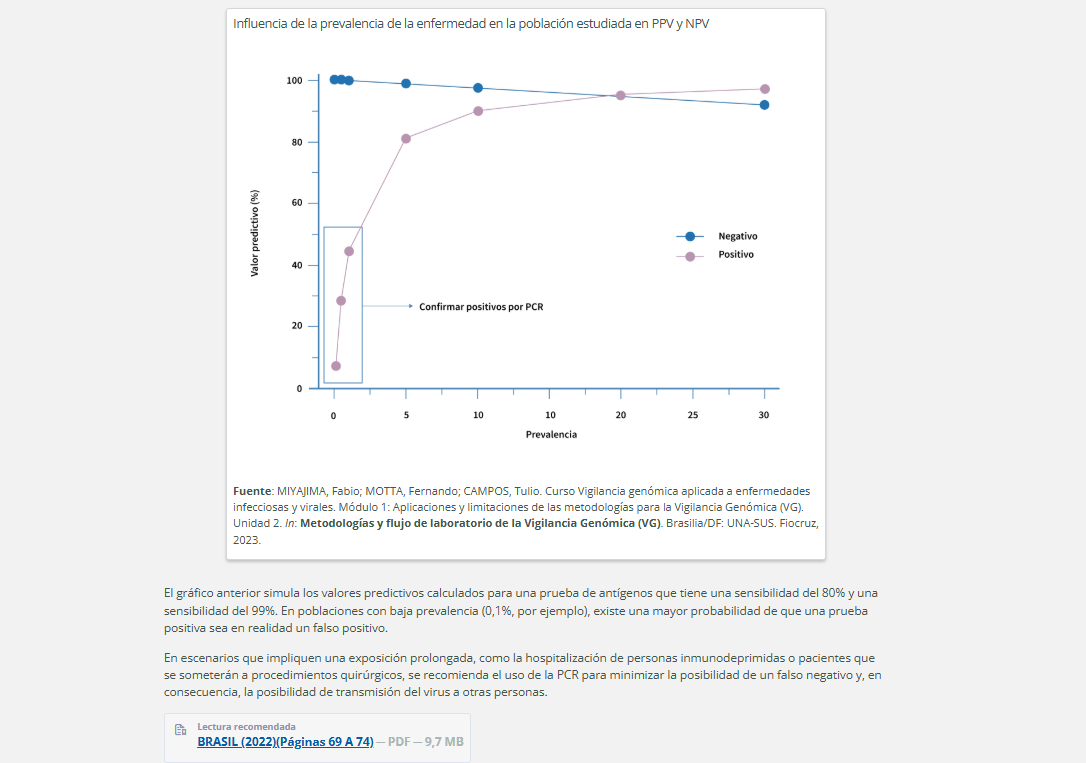 Influencia de la prevalencia de la enfermedad en la población estudiada en PPV y NPV
100
80
60
40
20
0
Valor predictivo (%)
Negativo
Positivo
Confirmar positivos por PCR
0 5 10 10 20 25 30
Prevalencia
Fuente: MIYAJIMA, Fabio; MOTTA, Fernando; CAMPOS, Tulio. Curso Vigilancia genómica aplicada a enfermedades
infecciosas y virales. Módulo 1: Aplicaciones y limitaciones de las metodologías para la Vigilancia Genómica (VG).
Unidad 2. In: Metodologías y flujo de laboratorio de la Vigilancia Genómica (VG). Brasilia/DF: UNA-SUS. Fiocruz,
2023.
El gráfico anterior simula los valores predictivos calculados para una prueba de antígenos que tiene una sensibilidad del 80% y una
sensibilidad del 99%. En poblaciones con baja prevalencia (0,1%, por ejemplo), existe una mayor probabilidad de que una prueba
positiva sea en realidad un falso positivo.
En escenarios que impliquen una exposición prolongada, como la hospitalización de personas inmunodeprimidas o pacientes que
se someterán a procedimientos quirúrgicos, se recomienda el uso de la PCR para minimizar la posibilidad de un falso negativo y, en
consecuencia, la posibilidad de transmisión del virus a otras personas.
Lectura recomendada
BRASIL (2022)(Páginas 69 A 74) — PDF — 9,7 MB